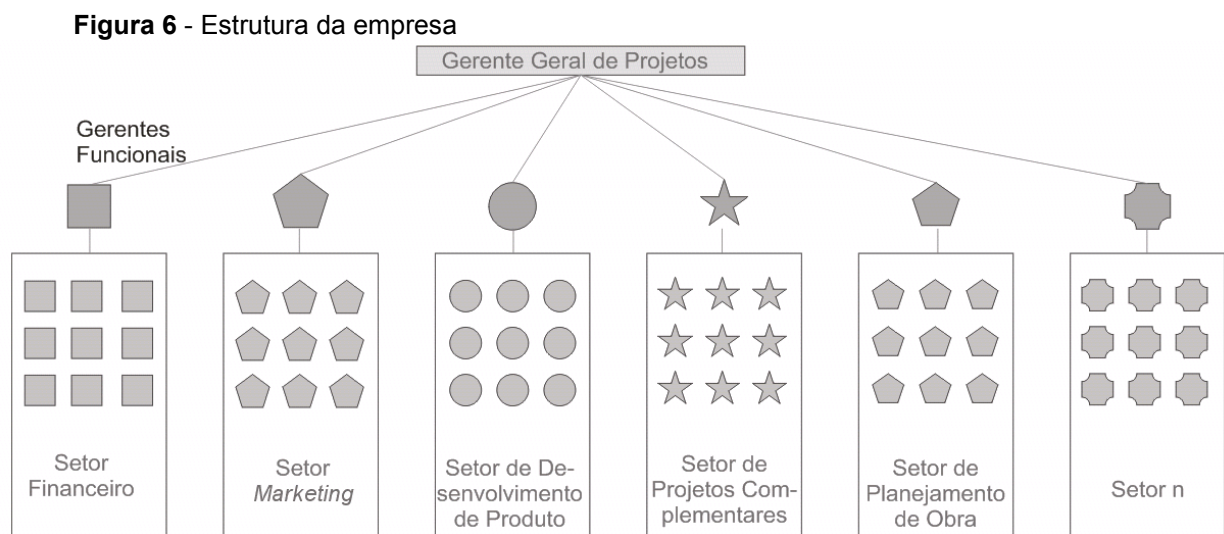 Figura 6 - Estrutura da empresa
Gerente Geral de Projetos
Gerentes
Funcionais
Setor
Financeiro
Setor
Marketing
Setor de De-
senvolvimento
de Produto
Setor de
Projetos Com-
plementares
Setor de
Planejamento
de Obra
Setor n